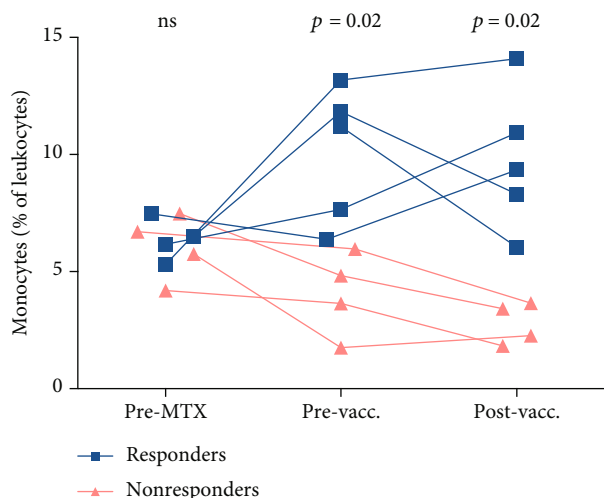 ns p = 0.02 p = 0.02
15
10
5
0
Monocytes (% of leukocytes)
Pre-MTX Pre-vacc. Post-vacc.
Responders
Nonresponders